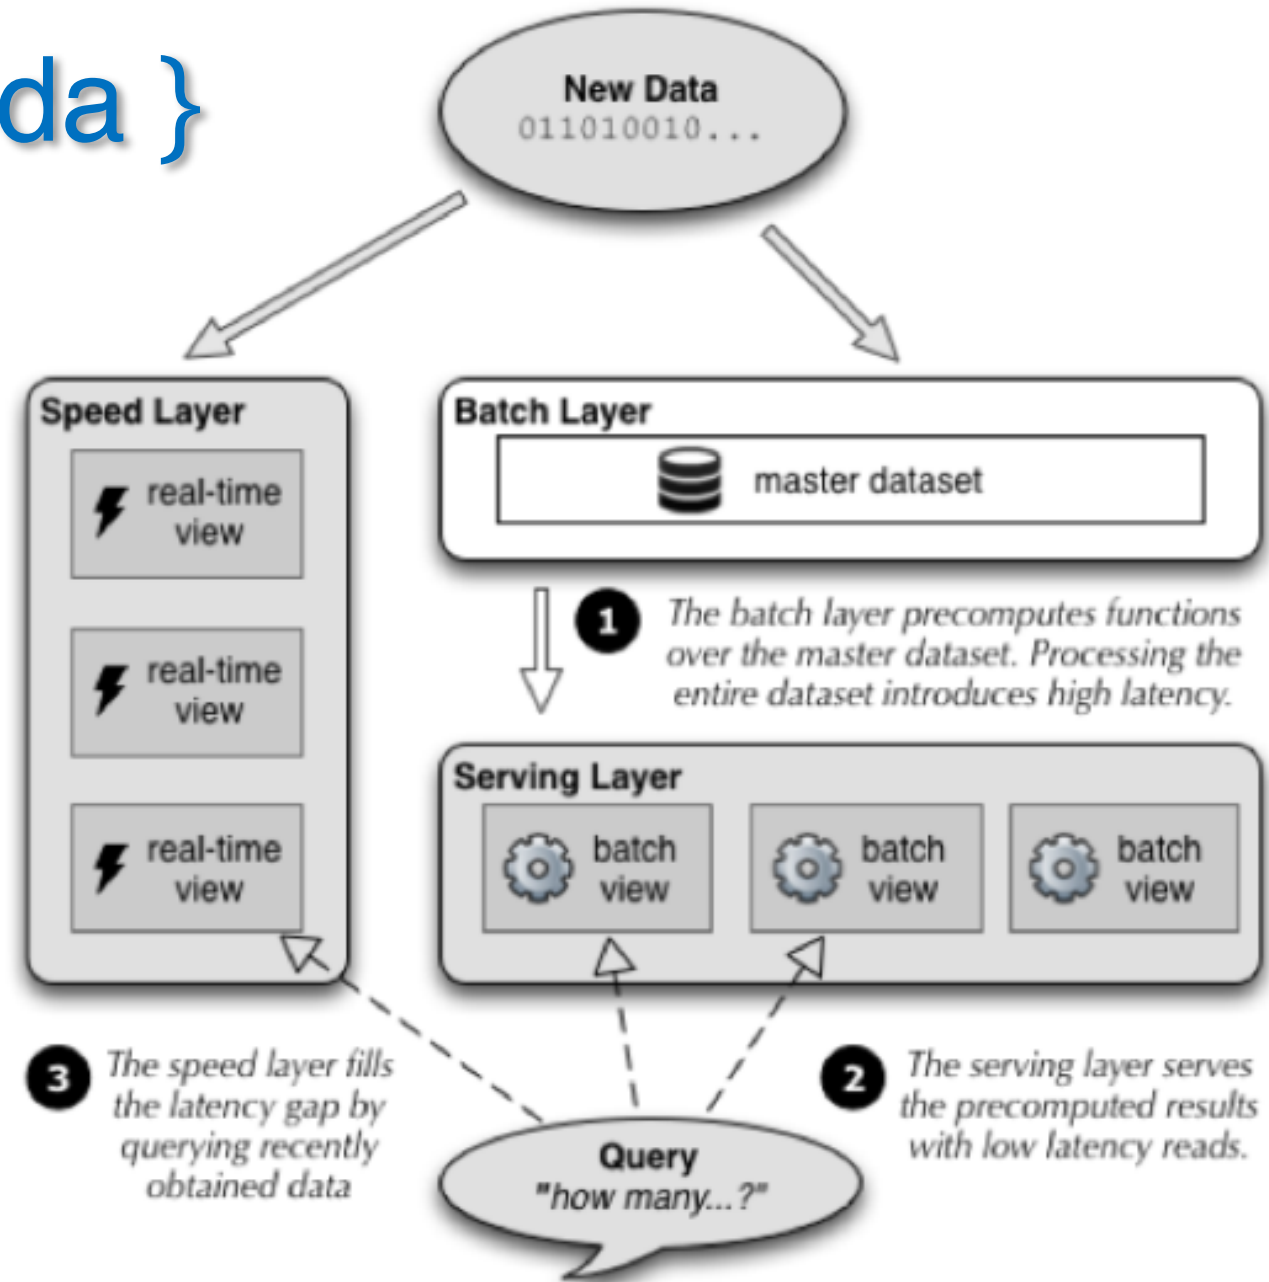 da }
New Data
011010010...
Speed Layer
real-time
view
real-time
view
real-time
view
Batch Layer
master dataset
1
The batch layer precomputes functions
over the master dataset. Processing the
entire dataset introduces high latency.
Serving Layer
batch
view
batch
view
batch
view
3
The speed layer fills
the latency gap by
querying recently
obtained data
2
The serving layer serves
the precomputed results
with low latency reads.
Query
"how many...?"